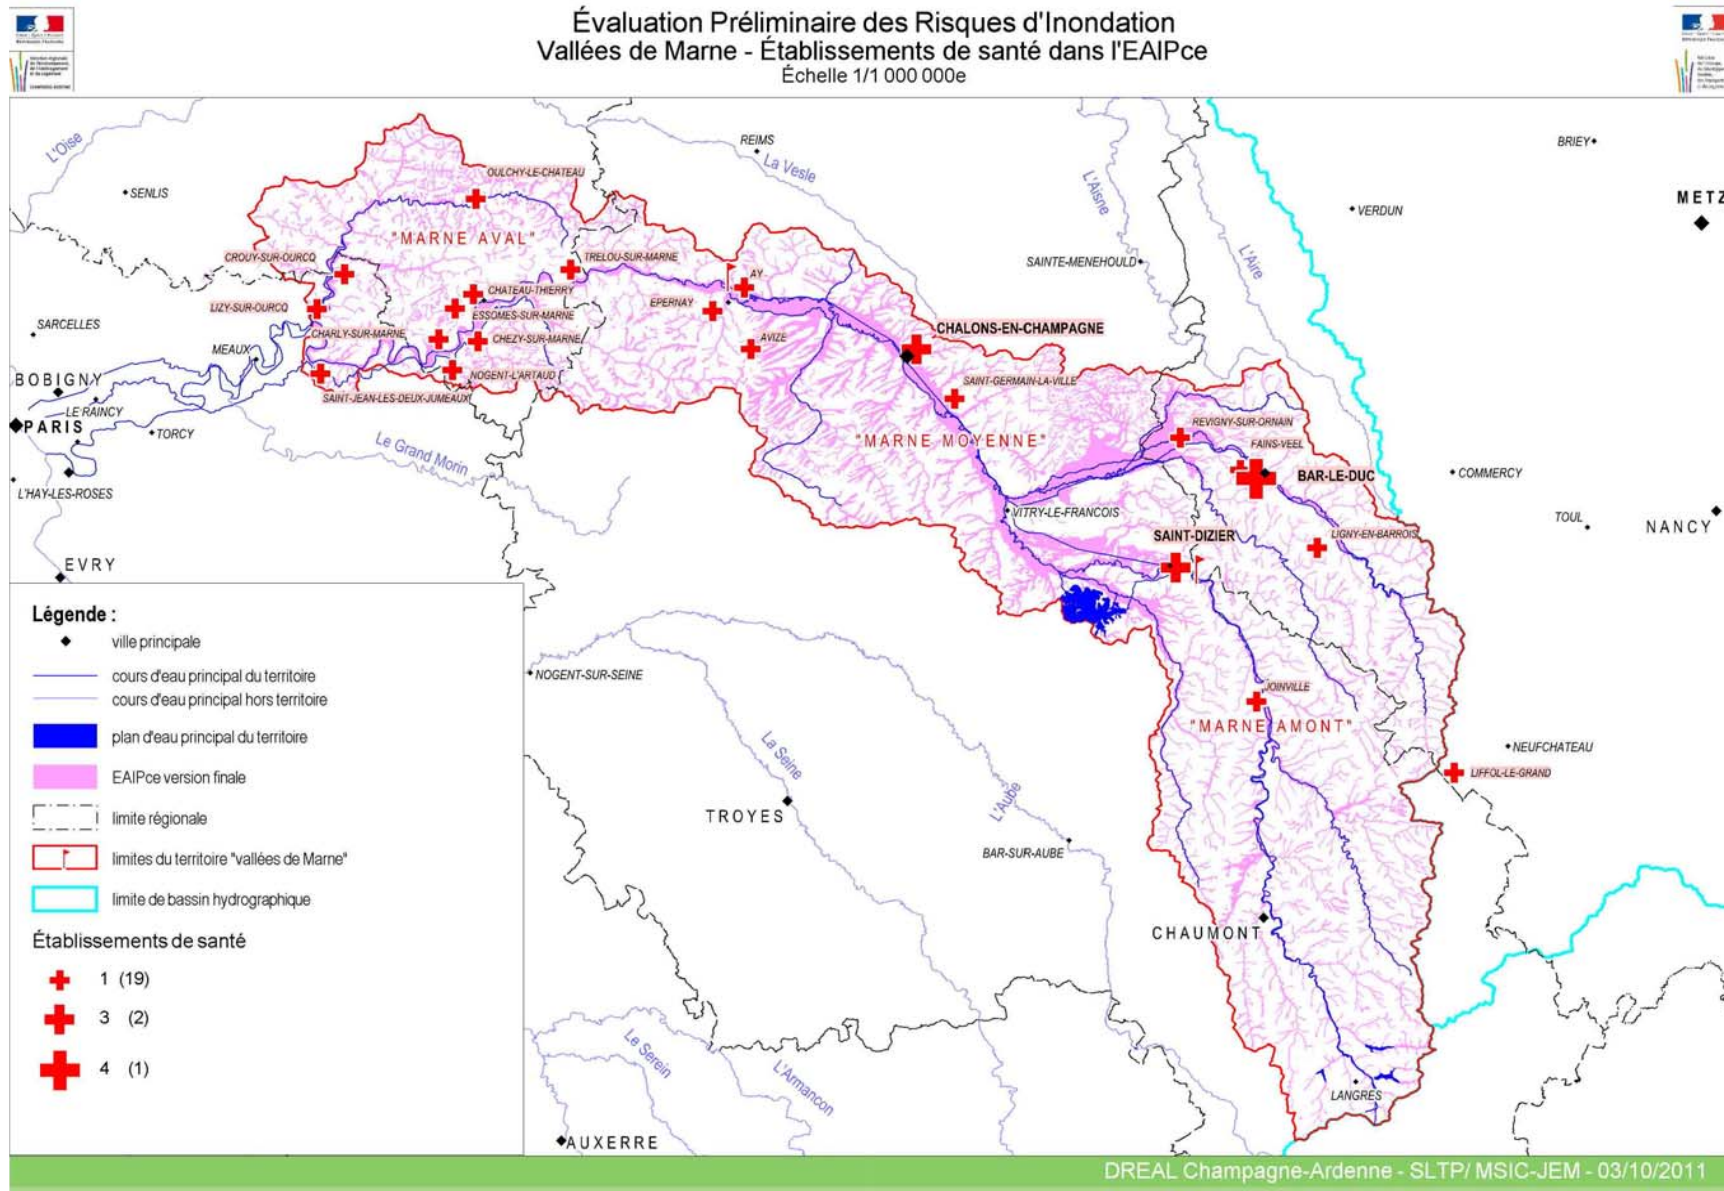 Évaluation Préliminaire des Risques d'Inondation
Vallées de Marne - Établissements de santé dans l'EAIPce
Échelle 1/1 000 000e
L'Oise
SENLIS
REIMS
La Vesle
L'Aisne
L'Aire
BRIEY
METZ
VERDUN
OULCHY-LE-CHATEAU
"MARNE AVAL"
CROUY-SUR-OURCQ
TRELOU-SUR-MARNE
SAINTE-MENEHOULD
AY
CHATEAU-THIERRY
EPERNAY
LIZY-SUR-OURCQ
ESSOMES-SUR-MARNE
SARCELLES
CHARLY-SUR-MARNE
CHEZY-SUR-MARNE
AVIZE
CHALONS-EN-CHAMPAGNE
MEAUX
NOGENT-L'ARTAUD
BOBIGNY
SAINT-GERMAIN-LA-VILLE
SAINT-JEAN-LES-DEUX-JUMEAUX
LE RAINCY
PARIS
TORCY
REVIGNY-SUR-ORNAIN
Le Grand Morin
"MARNE MOYENNE"
FAINS-VEEL
BAR-LE-DUC
COMMERCY
L'HAY-LES-ROSES
VITRY-LE-FRANCOIS
TOUL
NANCY
SAINT-DIZIER
LIGNY-EN-BARROIS
EVRY
Légende :
ville principale
cours d'eau principal du territoire
cours d'eau principal hors territoire
plan d'eau principal du territoire
EAIPce version finale
limite régionale
limites du territoire "vallées de Marne"
limite de bassin hydrographique
Établissements de santé
1 (19)
3 (2)
4 (1)
NOGENT-SUR-SEINE
JOINVILLE
"MARNE AMONT"
NEUFCHATEAU
LIFFOL-LE-GRAND
La Seine
TROYES
L'Aube
BAR-SUR-AUBE
CHAUMONT
Le Serein
L'Armancon
LANGRES
AUXERRE
DREAL Champagne-Ardenne - SLTP/ MSIC-JEM - 03/10/2011